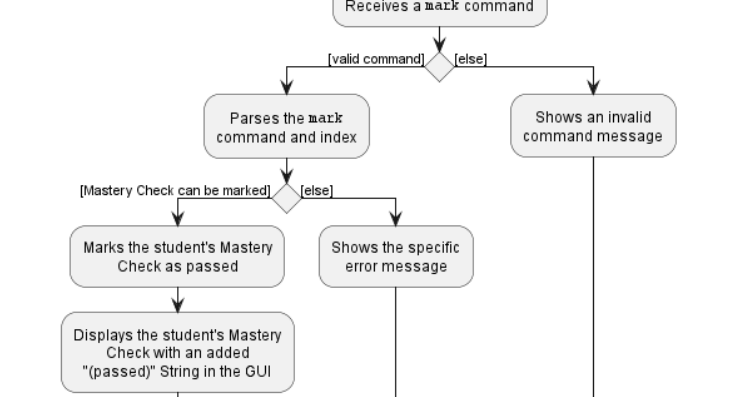 Receives a mark command
[valid command]
[else]
Parses the mark
command and index
Shows an invalid
command message
[Mastery Check can be marked]
[else]
Marks the student's Mastery
Check as passed
Shows the specific
error message
Displays the student's Mastery
Check with an added
"(passed)" String in the GUI